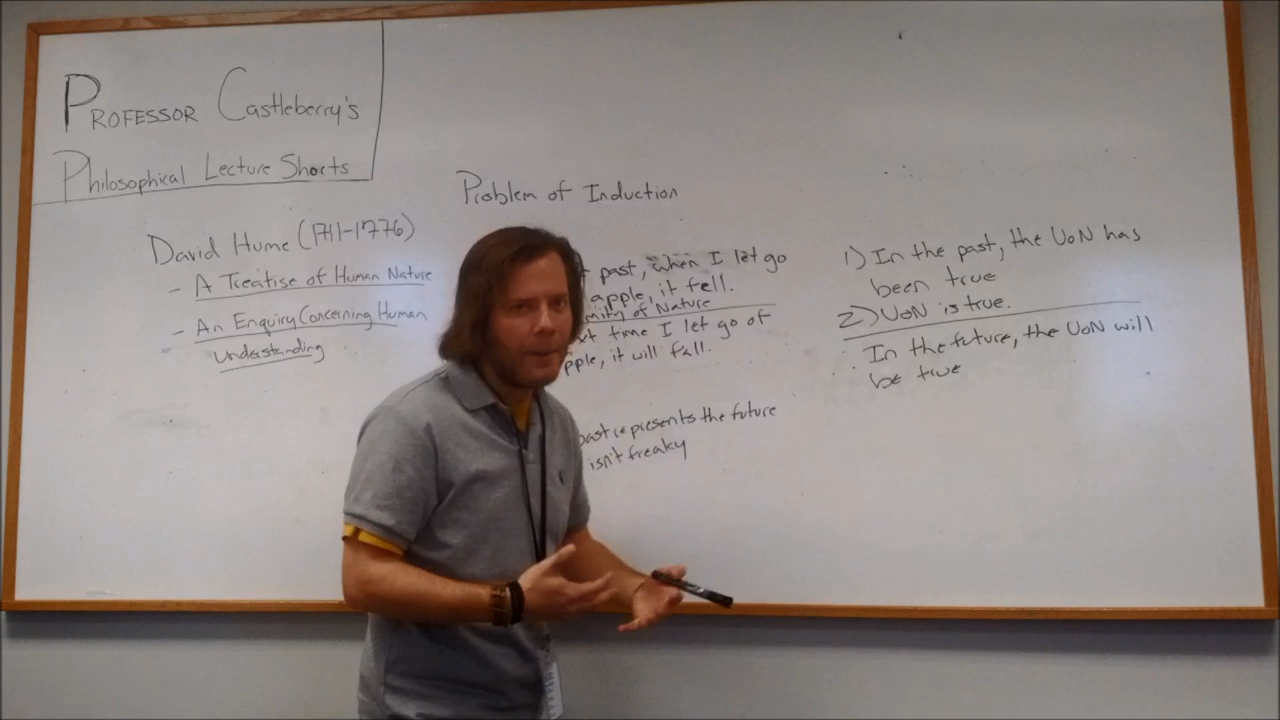 PROFESSOR Castleberry's
Philosophical Lecture Shorts
Problem of Induction
David Hume (1711-1776)
- A Treatise of Human Nature
- An Enquiry Concerning Human
Understanding
past, when I let go
apple, it fell.
of Nature
time I let go of
it will fall.
past represents the future
isn't freaky
1) In the past, the UoN has
been true
2) UoN is true.
∴ In the future, the UoN will
be true